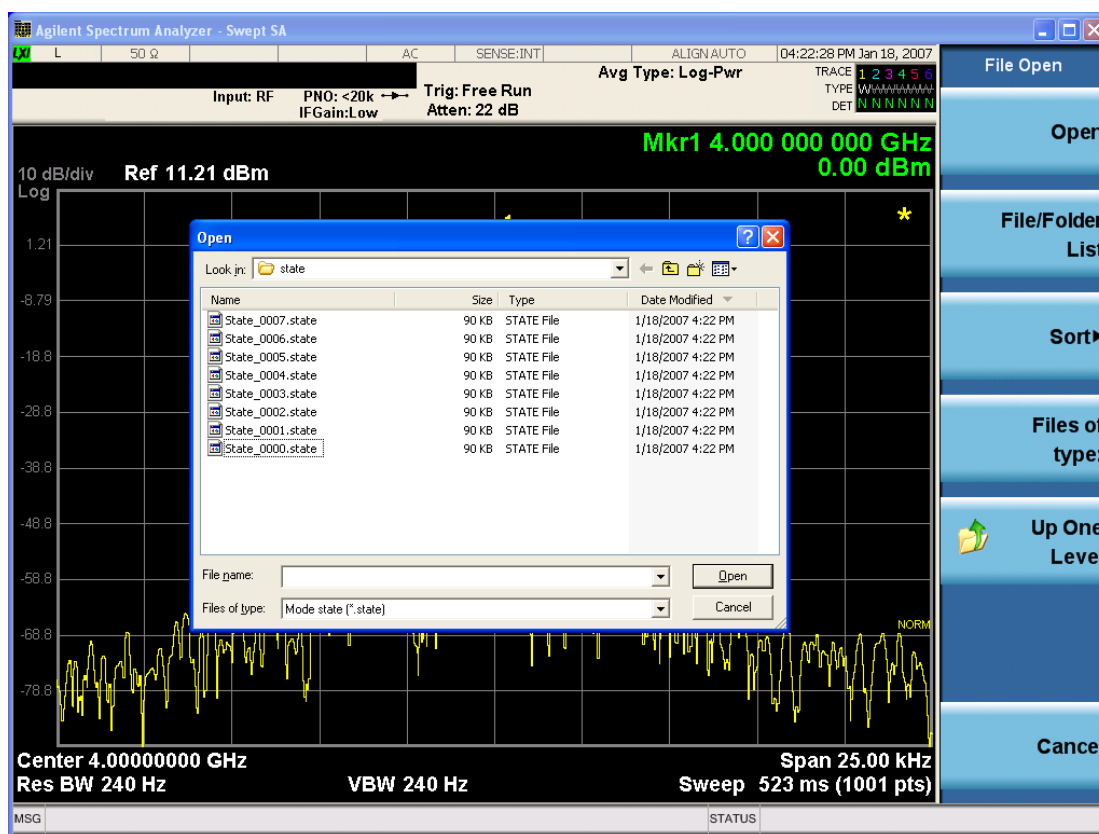 Agilent Spectrum Analyzer - Swept SA
LXI L 50 Ω AC SENSE:INT ALIGN AUTO 04:22:28 PM Jan 18, 2007
File Open
Input: RF PNO: <20k Trig: Free Run Avg Type: Log-Pwr TRACE 1 2 3 4 5 6
IFGain:Low Atten: 22 dB TYPE WWWWWW
DET N N N N N N
Mkr1 4.000 000 000 GHz
0.00 dBm
10 dB/div Ref 11.21 dBm
Log
1.21
-8.79
-18.8
-28.8
-38.8
-48.8
-58.8
-68.8
-78.8
1
*
Open
Look in: state
Name Size Type Date Modified
State_0007.state 90 KB STATE File 1/18/2007 4:22 PM
State_0006.state 90 KB STATE File 1/18/2007 4:22 PM
State_0005.state 90 KB STATE File 1/18/2007 4:22 PM
State_0004.state 90 KB STATE File 1/18/2007 4:22 PM
State_0003.state 90 KB STATE File 1/18/2007 4:22 PM
State_0002.state 90 KB STATE File 1/18/2007 4:22 PM
State_0001.state 90 KB STATE File 1/18/2007 4:22 PM
State_0000.state 90 KB STATE File 1/18/2007 4:22 PM
File name: Open
Files of type: Mode state (*.state) Cancel
NORM
Center 4.00000000 GHz Span 25.00 kHz
Res BW 240 Hz VBW 240 Hz Sweep 523 ms (1001 pts)
MSG STATUS
Open
File/Folder
List
Sort
Files of
type:
Up One
Leve
Cance